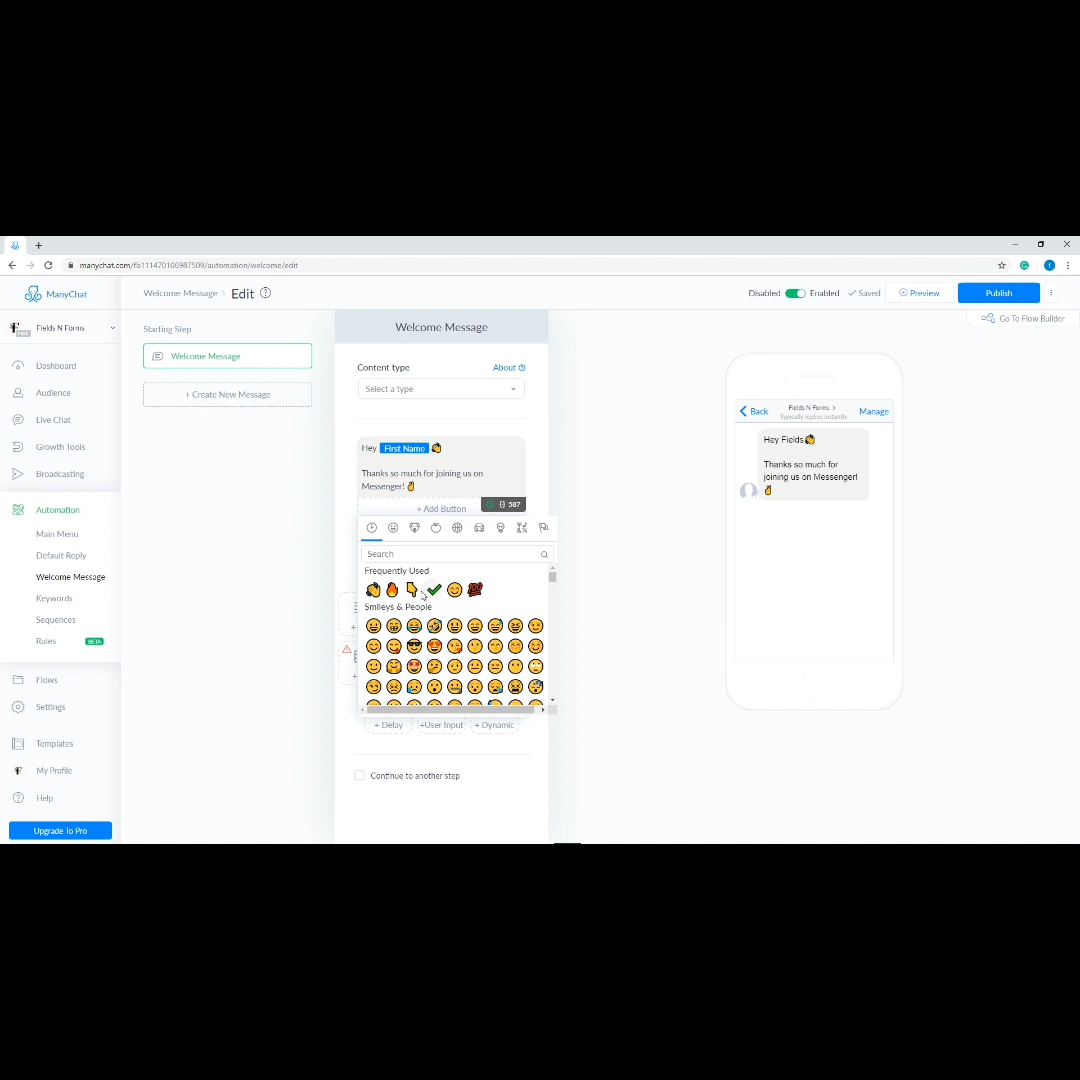 manychat.com/fb111470106987509/automation/welcome/edit
ManyChat
Welcome Message › Edit
Disabled Enabled Saved Preview Publish
Go To Flow Builder
Fields N Forms
FREE
Dashboard
Audience
Live Chat
Growth Tools
Broadcasting
Automation
Main Menu
Default Reply
Welcome Message
Keywords
Sequences
Rules BETA
Flows
Settings
Templates
My Profile
Help
Upgrade To Pro
Starting Step
Welcome Message
+ Create New Message
Welcome Message
Content type About
Select a type
Hey First Name 👏
Thanks so much for joining us on
Messenger!
{} 587
+ Add Button
Search
Frequently Used
Smileys & People
+ Delay +User Input + Dynamic
Continue to another step
Back Fields N Forms > Manage
Typically replies instantly
Hey Fields👏
Thanks so much for
joining us on Messenger!